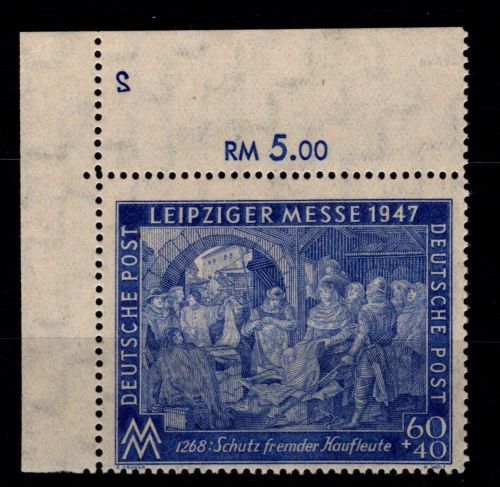 2
RM 5.00
LEIPZIGER MESSE 1947
DEUTSCHE POST
DEUTSCHE POST
MM
1268: Schutz fremder Kaufleute
60
+ 40